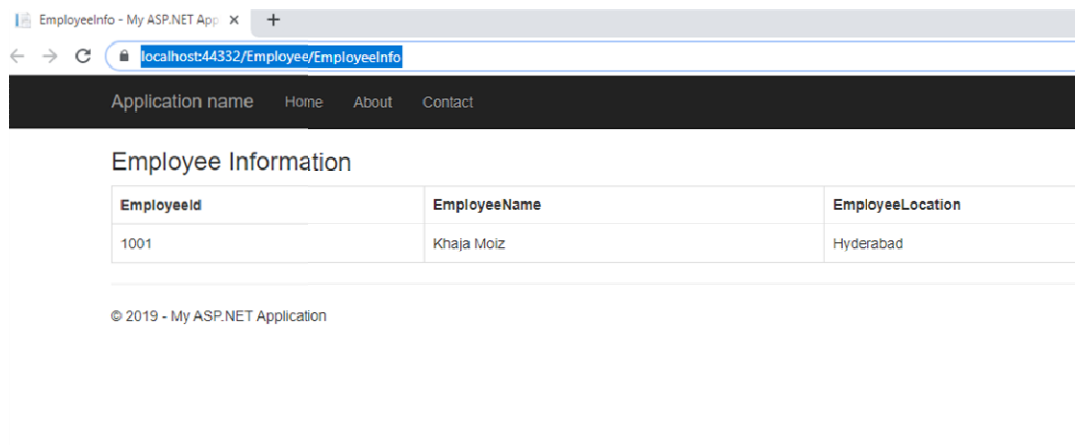 EmployeeInfo - My ASP.NET App
localhost:44332/Employee/EmployeeInfo
Application name Home About Contact
Employee Information
EmployeeId EmployeeName EmployeeLocation
1001 Khaja Moiz Hyderabad
© 2019 - My ASP.NET Application